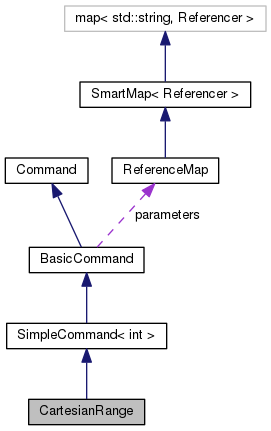 map< std::string, Referencer >
SmartMap< Referencer >
Command
ReferenceMap
parameters
BasicCommand
SimpleCommand< int >
CartesianRange